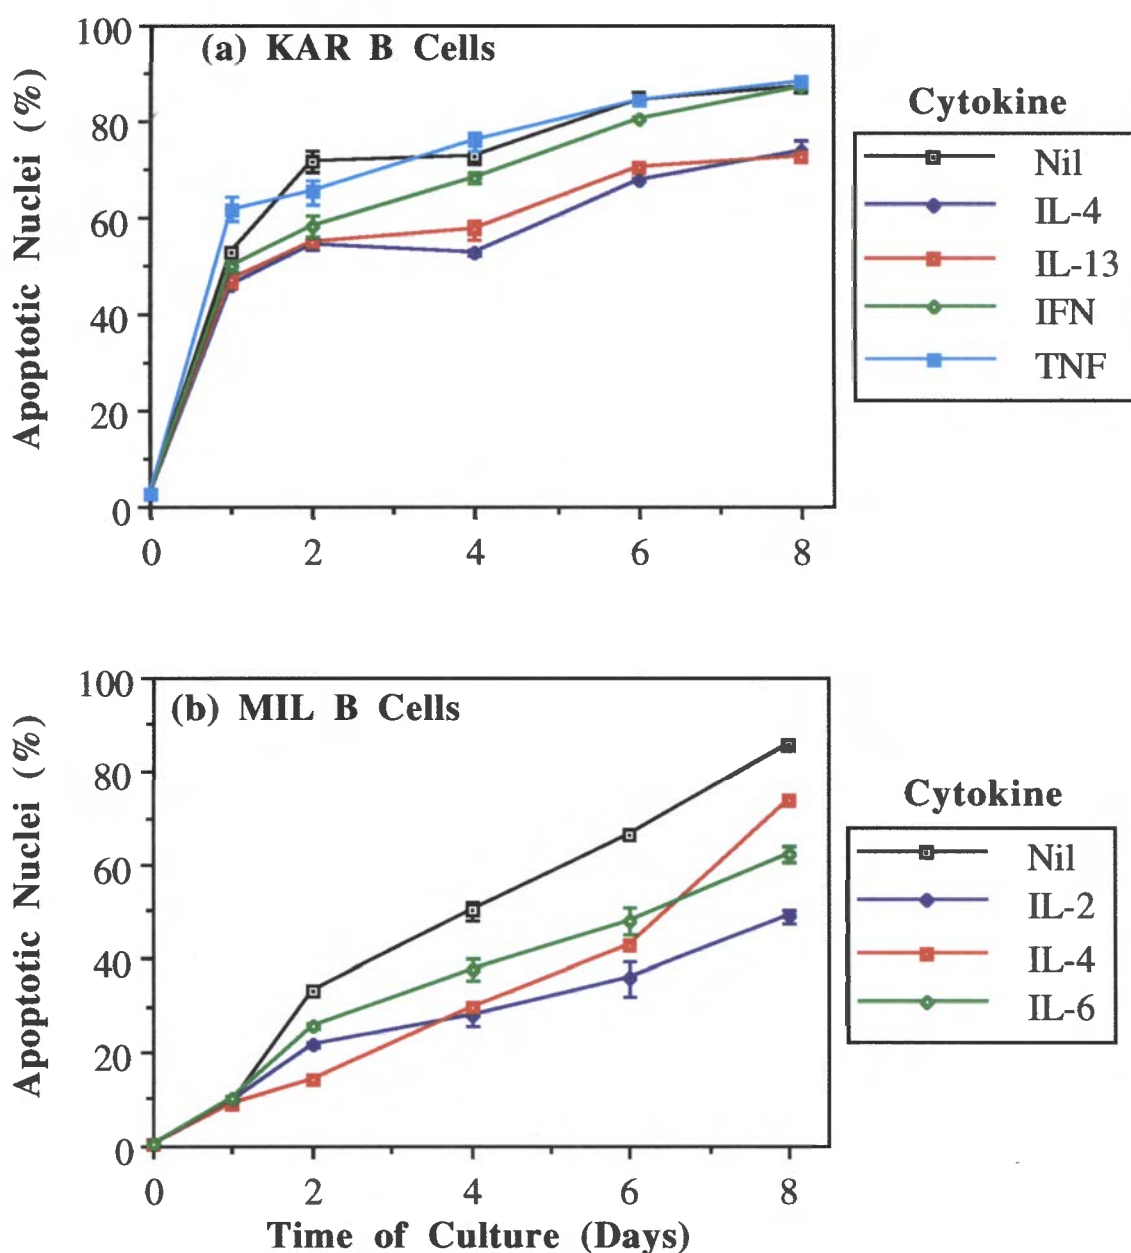 (a) KAR B Cells
Apoptotic Nuclei (%)
100
80
60
40
20
0
0 2 4 6 8
Cytokine
Nil
IL-4
IL-13
IFN
TNF
(b) MIL B Cells
Apoptotic Nuclei (%)
100
80
60
40
20
0
0 2 4 6 8
Time of Culture (Days)
Cytokine
Nil
IL-2
IL-4
IL-6